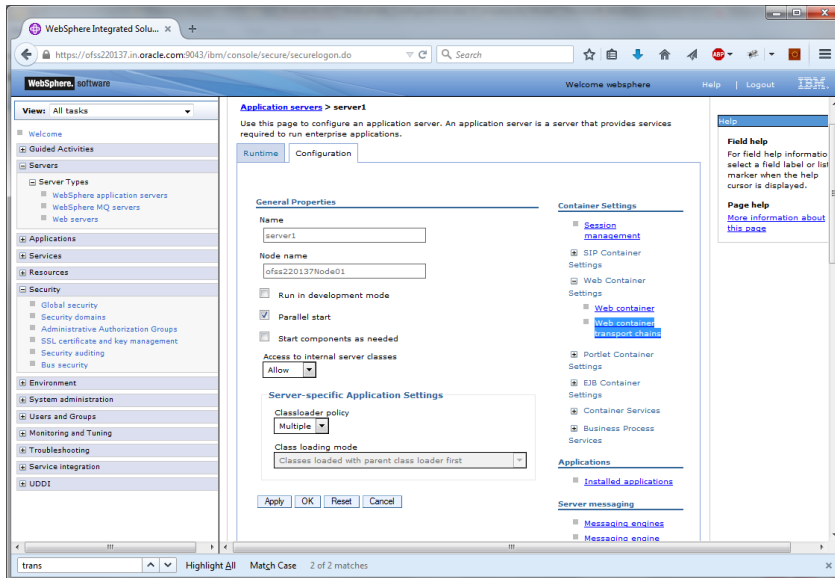 WebSphere Integrated Solu... × +
https://ofss220137.in.oracle.com:9043/ibm/console/secure/securelogon.do
Search
ABP
WebSphere. software
Welcome websphere
Help | Logout
IBM.
View: All tasks
Welcome
Guided Activities
Servers
Server Types
WebSphere application servers
WebSphere MQ servers
Web servers
Applications
Services
Resources
Security
Global security
Security domains
Administrative Authorization Groups
SSL certificate and key management
Security auditing
Bus security
Environment
System administration
Users and Groups
Monitoring and Tuning
Troubleshooting
Service integration
UDDI
Application servers > server1
Use this page to configure an application server. An application server is a server that provides services
required to run enterprise applications.
Runtime Configuration
General Properties
Name
server1
Node name
ofss220137Node01
Run in development mode
Parallel start
Start components as needed
Access to internal server classes
Allow
Server-specific Application Settings
Classloader policy
Multiple
Class loading mode
Classes loaded with parent class loader first
Apply OK Reset Cancel
Container Settings
Session
management
SIP Container
Settings
Web Container
Settings
Web container
Web container
transport chains
Portlet Container
Settings
EJB Container
Settings
Container Services
Business Process
Services
Applications
Installed applications
Server messaging
Messaging engines
Messaging engine
Help
Field help
For field help informatio
select a field label or list
marker when the help
cursor is displayed.
Page help
More information about
this page
trans
Highlight All Match Case 2 of 2 matches